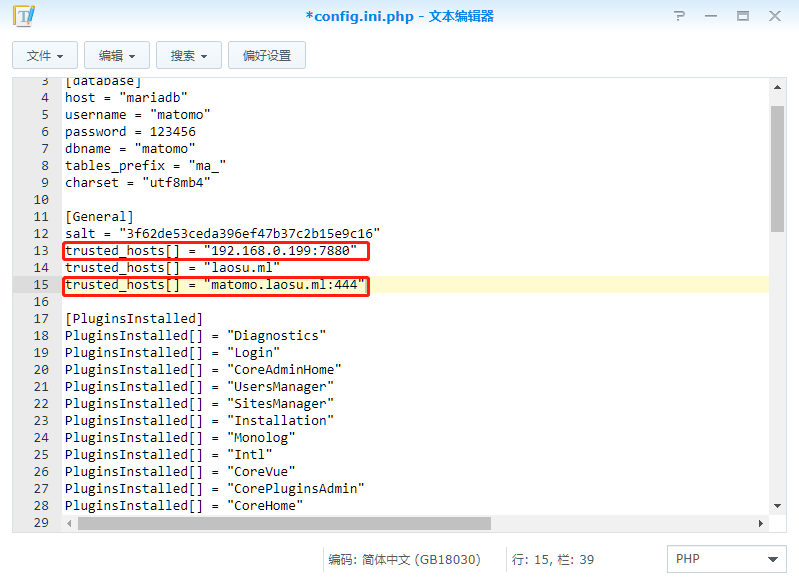 *config.ini.php - 文本编辑器
文件 编辑 搜索 偏好设置
3 [database]
4 host = "mariadb"
5 username = "matomo"
6 password = 123456
7 dbname = "matomo"
8 tables_prefix = "ma_"
9 charset = "utf8mb4"
10
11 [General]
12 salt = "3f62de53ceda396ef47b37c2b15e9c16"
13 trusted_hosts[] = "192.168.0.199:7880"
14 trusted_hosts[] = "laosu.ml"
15 trusted_hosts[] = "matomo.laosu.ml:444"
16
17 [PluginsInstalled]
18 PluginsInstalled[] = "Diagnostics"
19 PluginsInstalled[] = "Login"
20 PluginsInstalled[] = "CoreAdminHome"
21 PluginsInstalled[] = "UsersManager"
22 PluginsInstalled[] = "SitesManager"
23 PluginsInstalled[] = "Installation"
24 PluginsInstalled[] = "Monolog"
25 PluginsInstalled[] = "Intl"
26 PluginsInstalled[] = "CoreVue"
27 PluginsInstalled[] = "CorePluginsAdmin"
28 PluginsInstalled[] = "CoreHome"
29
编码: 简体中文 (GB18030) 行: 15, 栏: 39 PHP